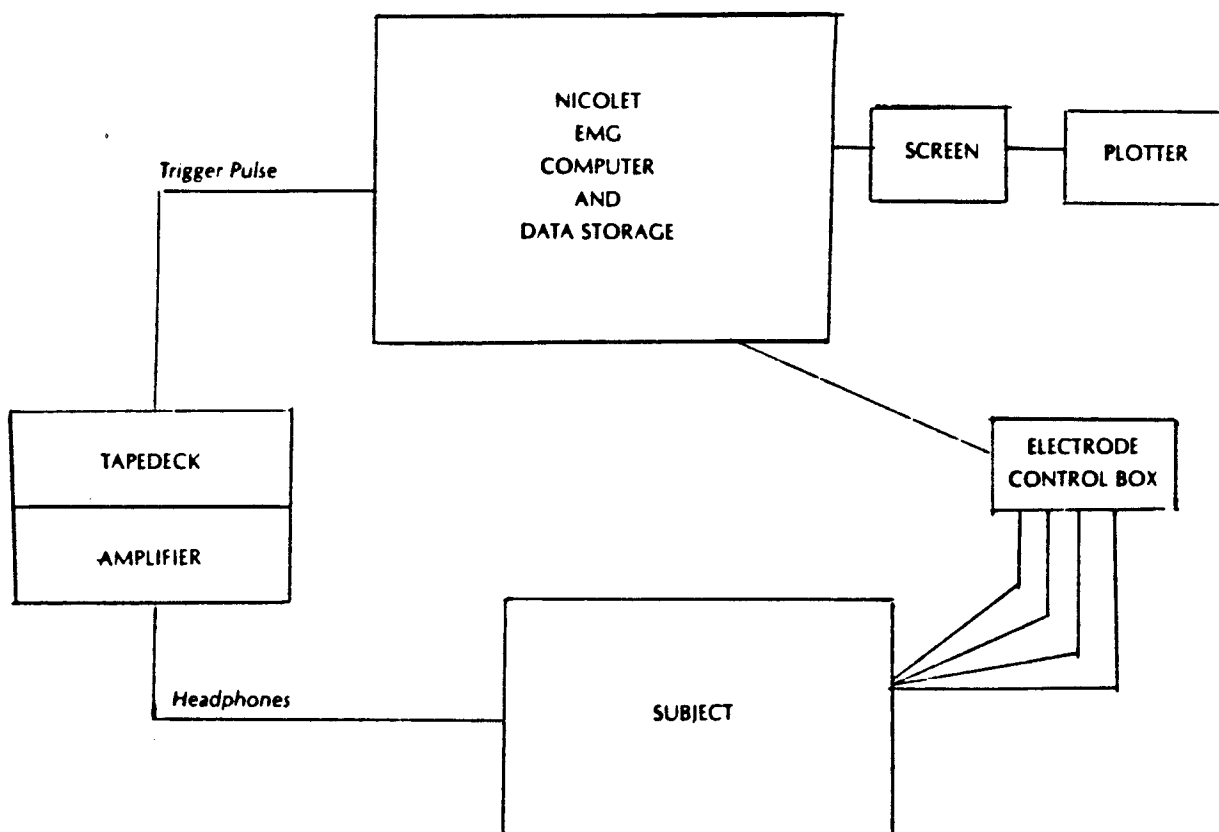 NICOLET
EMG
COMPUTER
AND
DATA STORAGE
SCREEN
PLOTTER
Trigger Pulse
TAPEDECK
AMPLIFIER
ELECTRODE
CONTROL BOX
Headphones
SUBJECT